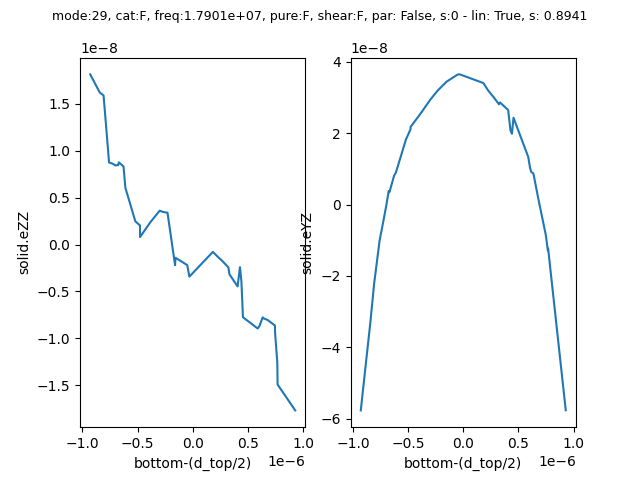 mode:29, cat:F, freq:1.7901e+07, pure:F, shear:F, par: False, s:0 - lin: True, s: 0.8941
1e−8
1.5
1.0
0.5
0.0
−0.5
−1.0
−1.5
solid.eZZ
−1.0
−0.5
0.0
0.5
1.0
bottom-(d_top/2)
1e−6
1e−8
4
2
0
−2
−4
−6
solid.eYZ
−1.0
−0.5
0.0
0.5
1.0
bottom-(d_top/2)
1e−6